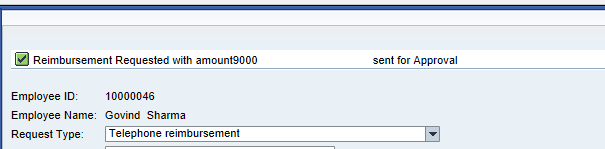 Reimbursement Requested with amount9000 sent for Approval
Employee ID: 10000046
Employee Name: Govind Sharma
Request Type: Telephone reimbursement